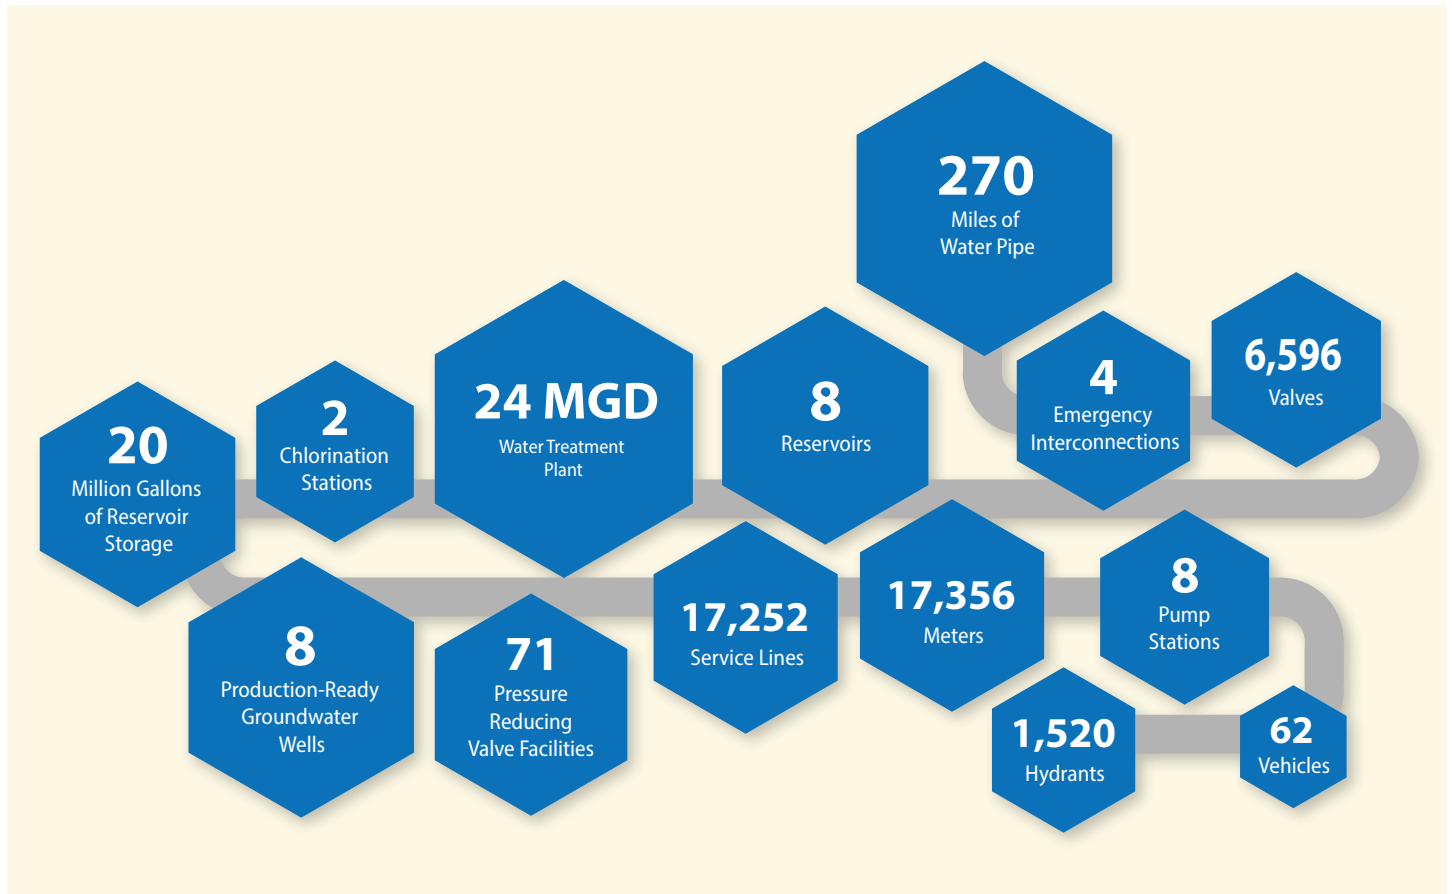 270
Miles of
Water Pipe
4
Emergency
Interconnections
6,596
Valves
8
Reservoirs
24 MGD
Water Treatment
Plant
2
Chlorination
Stations
20
Million Gallons
of Reservoir
Storage
8
Production-Ready
Groundwater
Wells
71
Pressure
Reducing
Valve Facilities
17,252
Service Lines
17,356
Meters
8
Pump
Stations
62
Vehicles
1,520
Hydrants